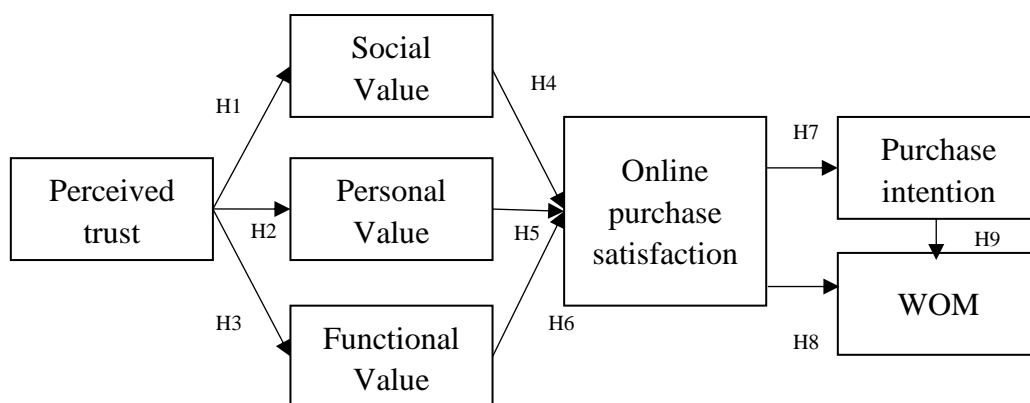 Social
Value
H1
H4
Perceived
trust
Personal
Value
H2
H5
H3
Functional
Value
H6
Online
purchase
satisfaction
H7
Purchase
intention
H9
H8
WOM